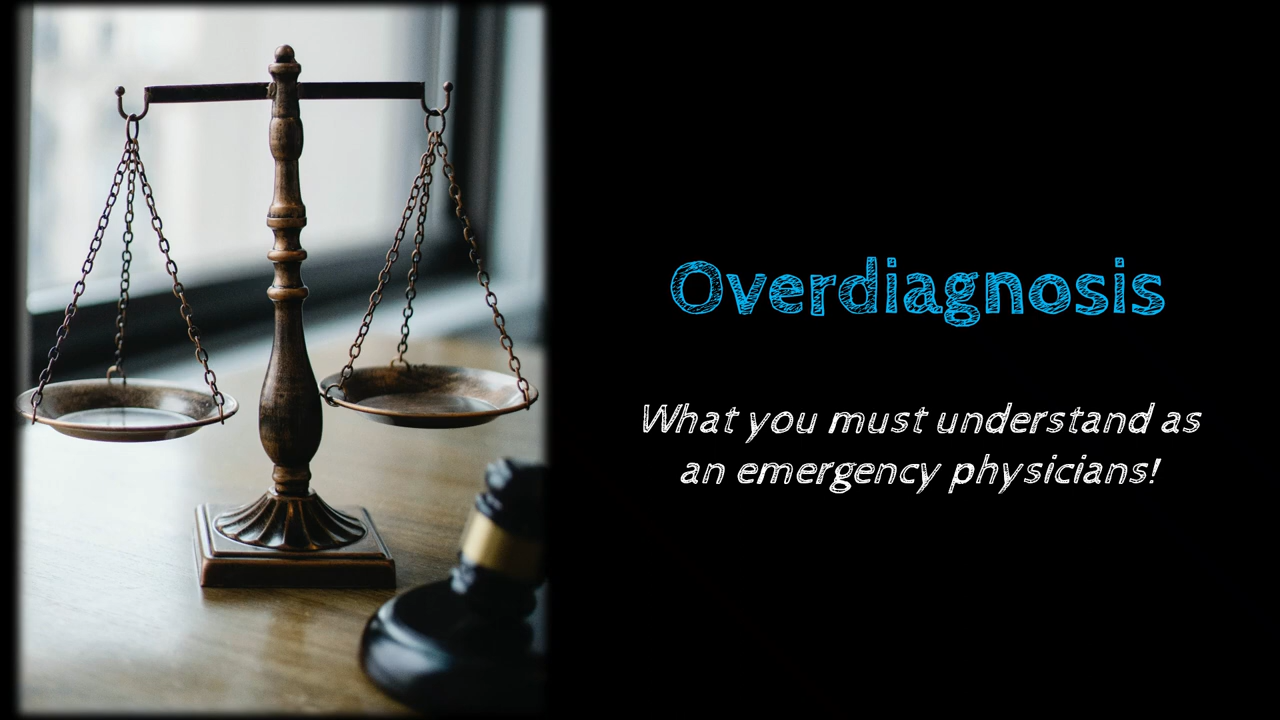 Overdiagnosis
What you must understand as
an emergency physicians!